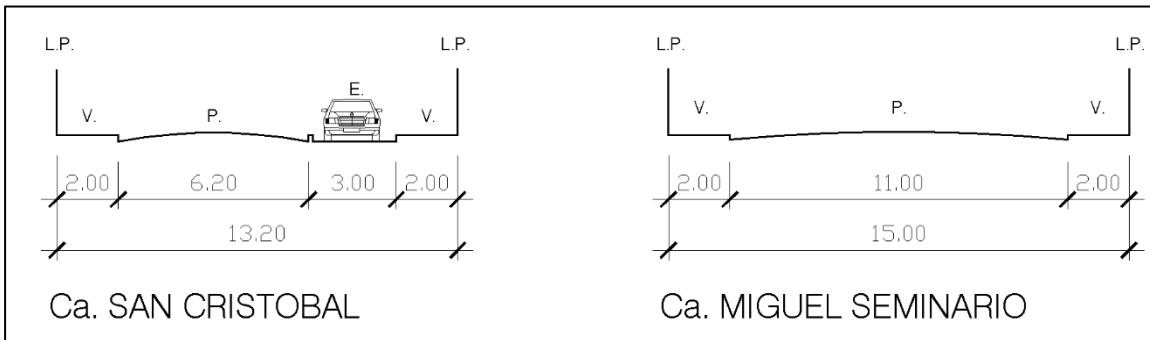 L.P. L.P. L.P. L.P.
E.
V. P. V. V. P. V.
2.00 6.20 3.00 2.00 2.00 11.00 2.00
13.20 15.00
Ca. SAN CRISTOBAL Ca. MIGUEL SEMINARIO